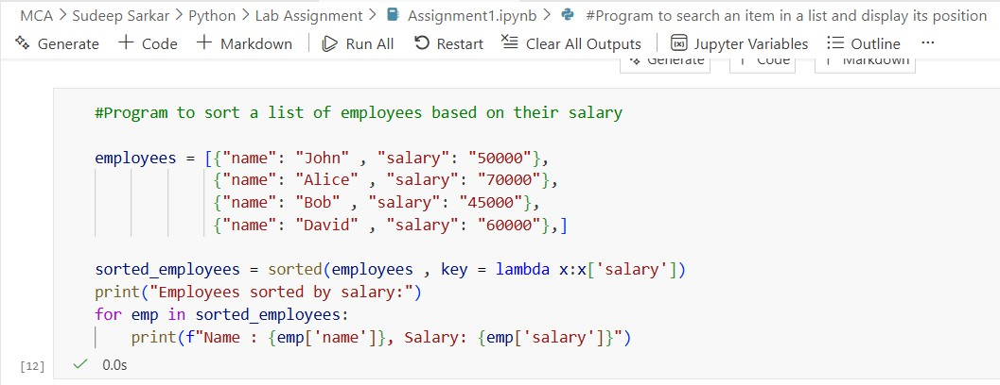 MCA > Sudeep Sarkar > Python > Lab Assignment > Assignment1.ipynb > #Program to search an item in a list and display its position
Generate + Code + Markdown | Run All Restart Clear All Outputs | Jupyter Variables Outline ...
Generate + Code + Markdown
#Program to sort a list of employees based on their salary
employees = [{"name": "John" , "salary": "50000"},
{"name": "Alice" , "salary": "70000"},
{"name": "Bob" , "salary": "45000"},
{"name": "David" , "salary": "60000"},]
sorted_employees = sorted(employees , key = lambda x:x['salary'])
print("Employees sorted by salary:")
for emp in sorted_employees:
    print(f"Name : {emp['name']}, Salary: {emp['salary']}")
[12] ✓ 0.0s